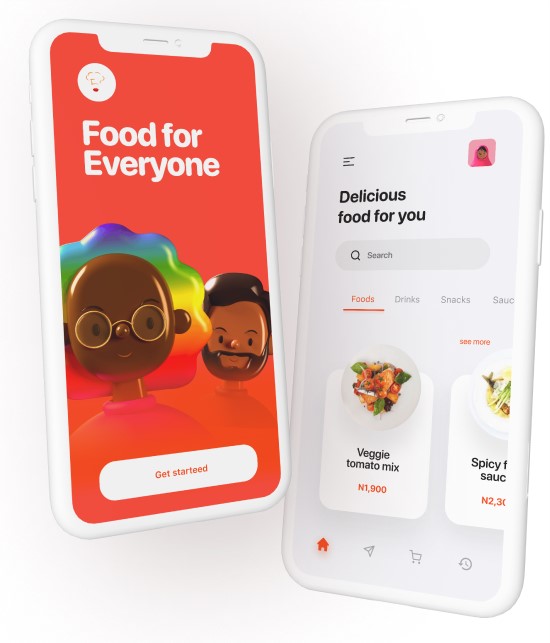 Food for
Everyone
Get starteed
Delicious
food for you
Search
Foods Drinks Snacks Sauc
see more
Veggie
tomato mix
N1,900
Spicy f
sauc
N2,30